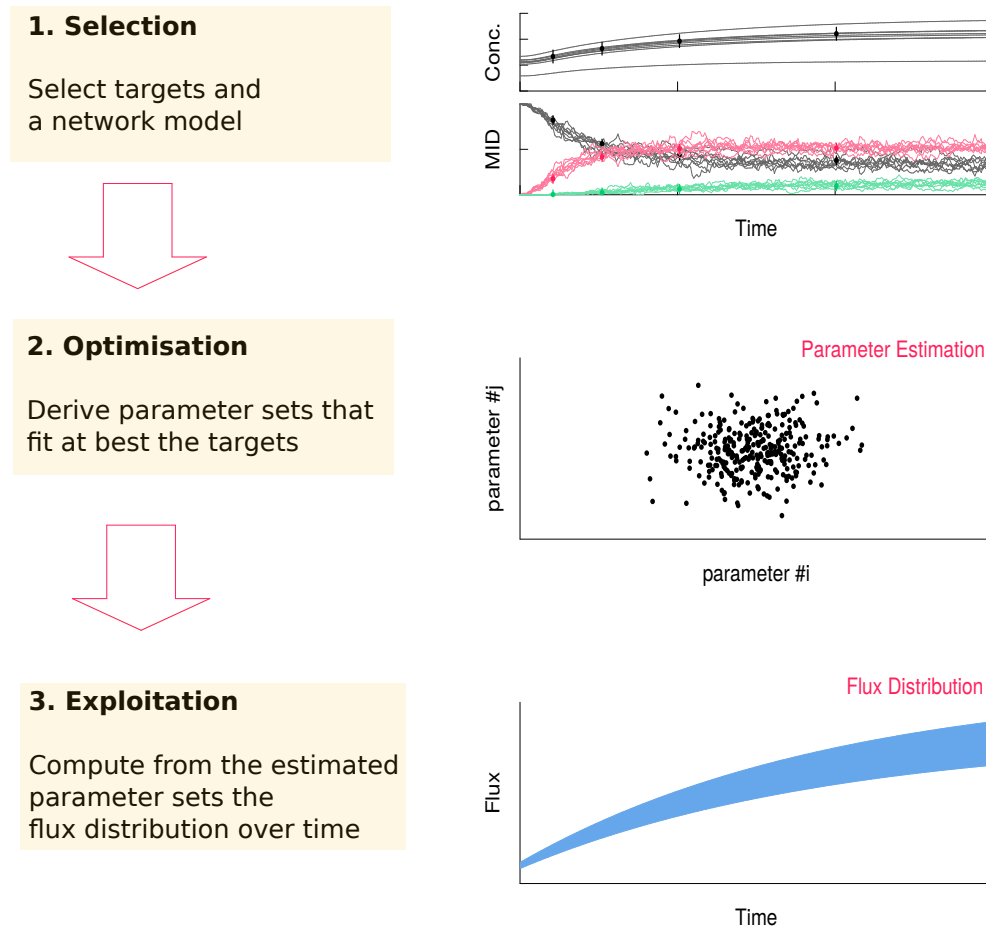 1. Selection
Select targets and
a network model
Conc.
MID
Time
2. Optimisation
Derive parameter sets that
fit at best the targets
Parameter Estimation
parameter #j
parameter #i
3. Exploitation
Compute from the estimated
parameter sets the
flux distribution over time
Flux Distribution
Flux
Time